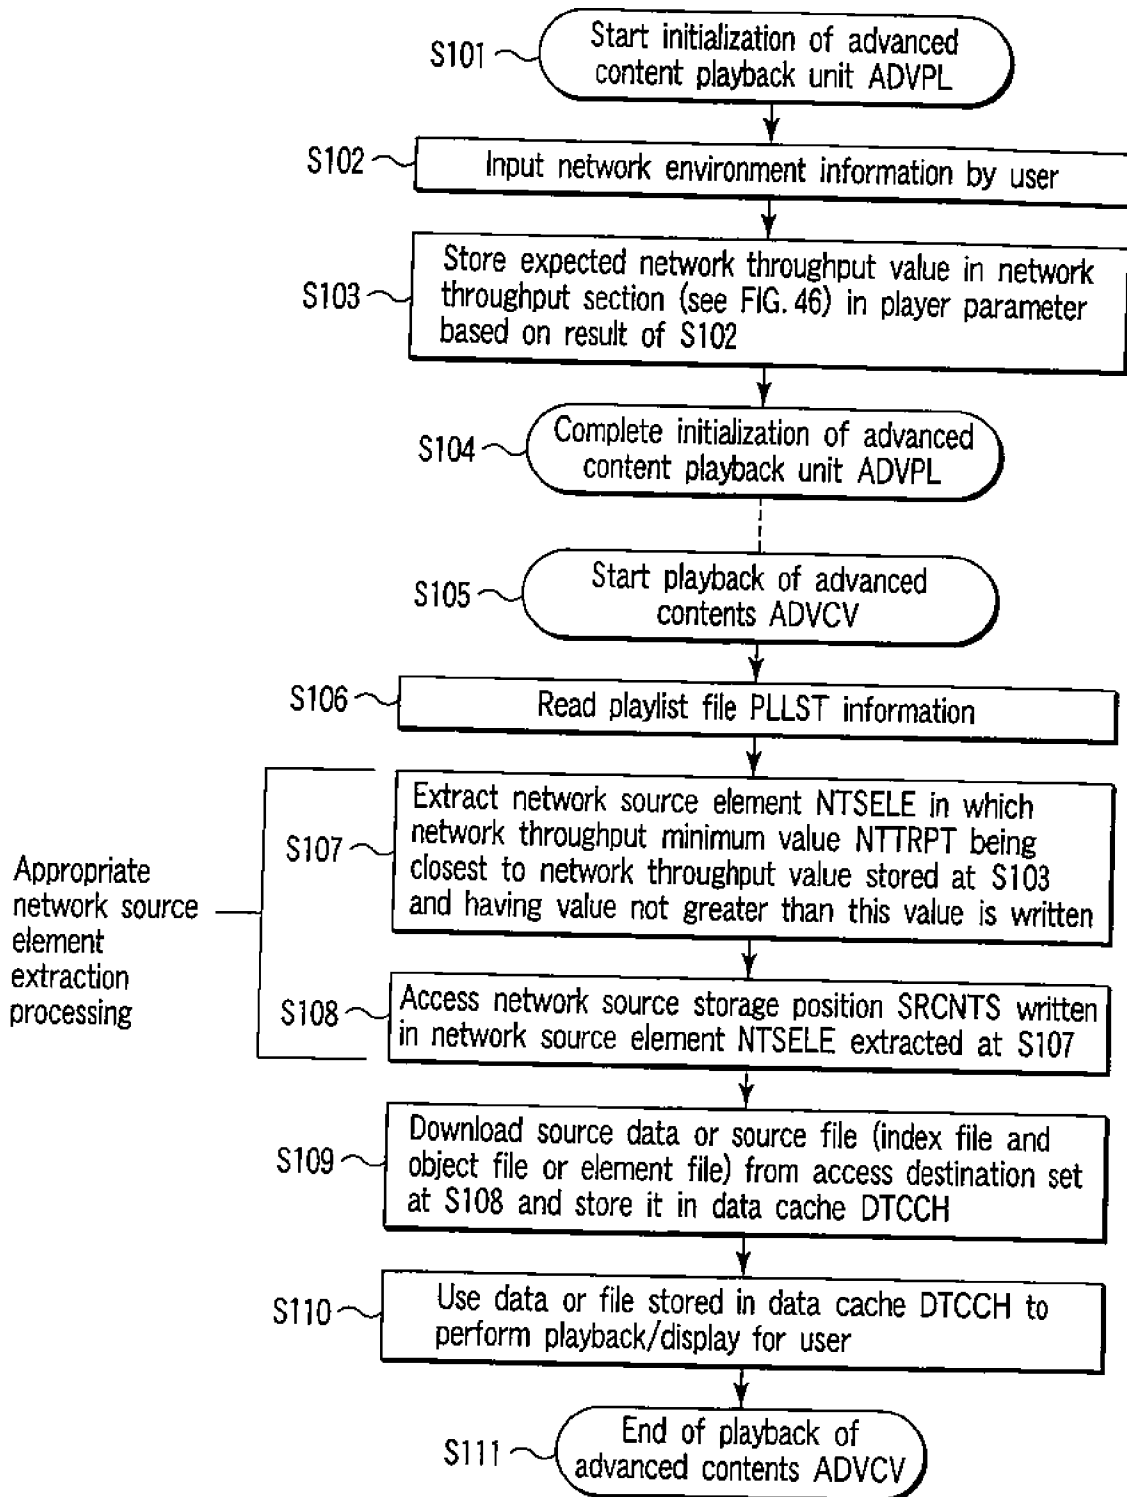 S101
Start initialization of advanced
content playback unit ADVPL
S102
Input network environment information by user
S103
Store expected network throughput value in network
throughput section (see FIG. 46) in player parameter
based on result of S102
S104
Complete initialization of advanced
content playback unit ADVPL
S105
Start playback of advanced
contents ADVCV
S106
Read playlist file PLLST information
Appropriate
network source
element
extraction
processing
S107
Extract network source element NTSELE in which
network throughput minimum value NTTRPT being
closest to network throughput value stored at S103
and having value not greater than this value is written
S108
Access network source storage position SRCNTS written
in network source element NTSELE extracted at S107
S109
Download source data or source file (index file and
object file or element file) from access destination set
at S108 and store it in data cache DTCCH
S110
Use data or file stored in data cache DTCCH to
perform playback/display for user
S111
End of playback of
advanced contents ADVCV